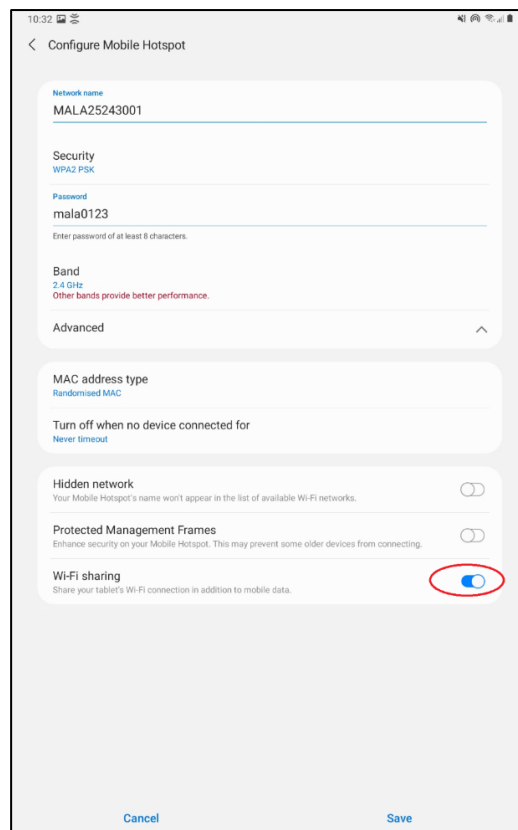 10:32
Configure Mobile Hotspot
Network name
MALA25243001
Security
WPA2 PSK
Password
mala0123
Enter password of at least 8 characters.
Band
2.4 GHz
Other bands provide better performance.
Advanced
MAC address type
Randomised MAC
Turn off when no device connected for
Never timeout
Hidden network
Your Mobile Hotspot's name won't appear in the list of available Wi-Fi networks.
Protected Management Frames
Enhance security on your Mobile Hotspot. This may prevent some older devices from connecting.
Wi-Fi sharing
Share your tablet's Wi-Fi connection in addition to mobile data.
Cancel Save